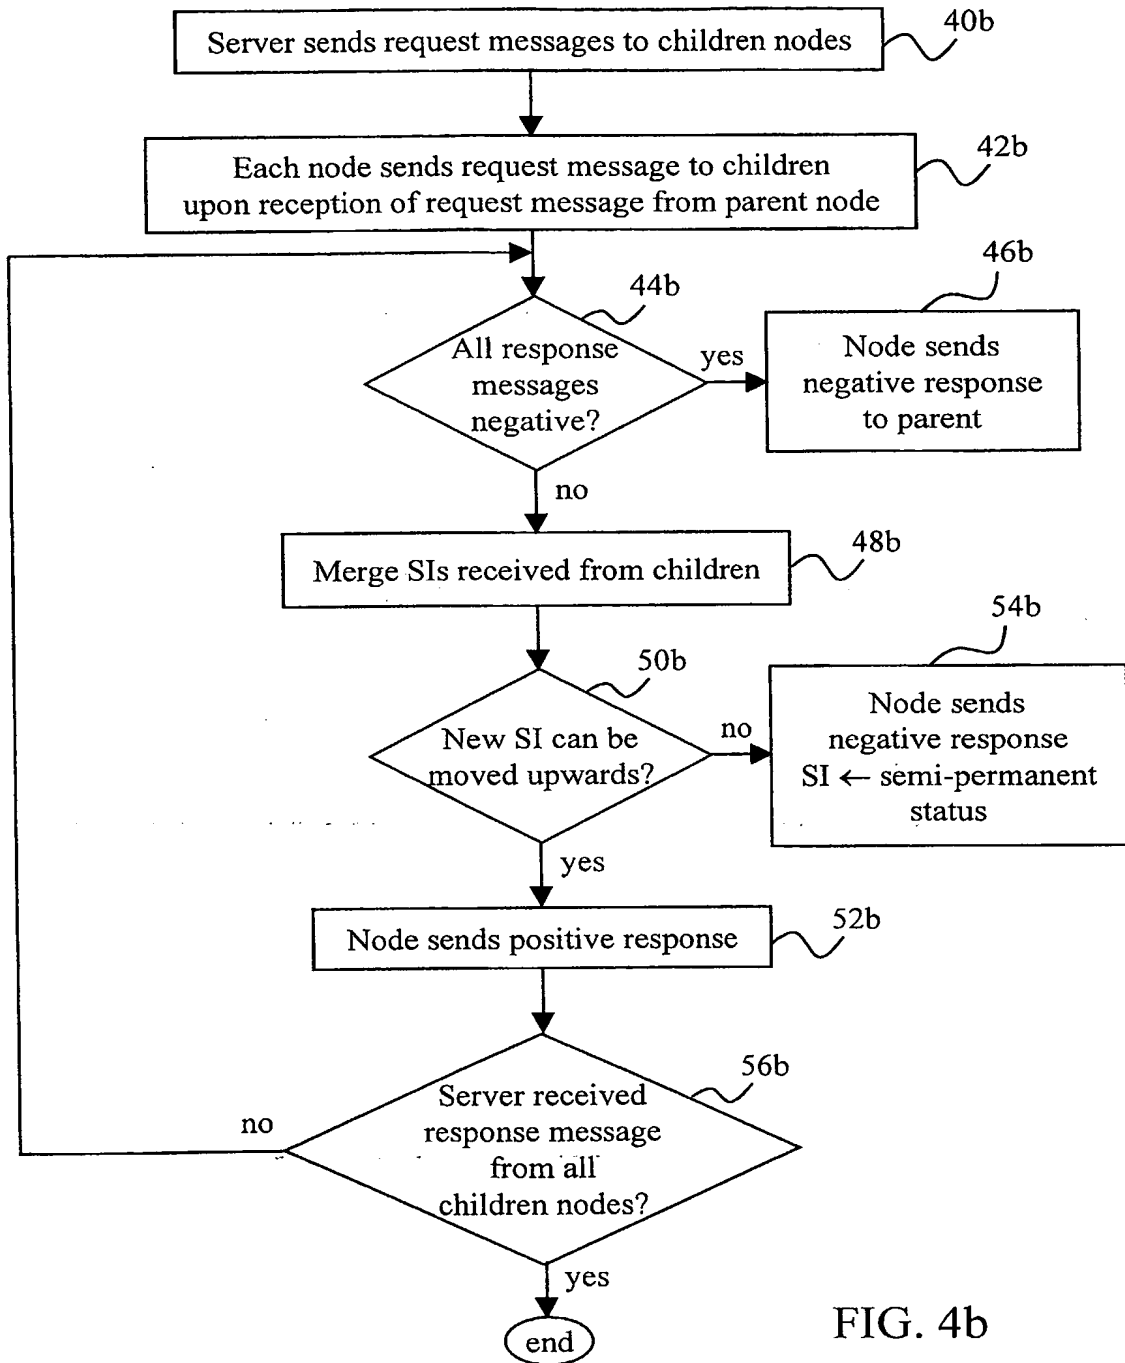 Server sends request messages to children nodes
40b
Each node sends request message to children
upon reception of request message from parent node
42b
44b
All response
messages
negative?
yes
46b
Node sends
negative response
to parent
no
Merge SIs received from children
48b
50b
New SI can be
moved upwards?
no
54b
Node sends
negative response
SI ← semi-permanent
status
yes
Node sends positive response
52b
56b
Server received
response message
from all
children nodes?
no
yes
end
FIG. 4b